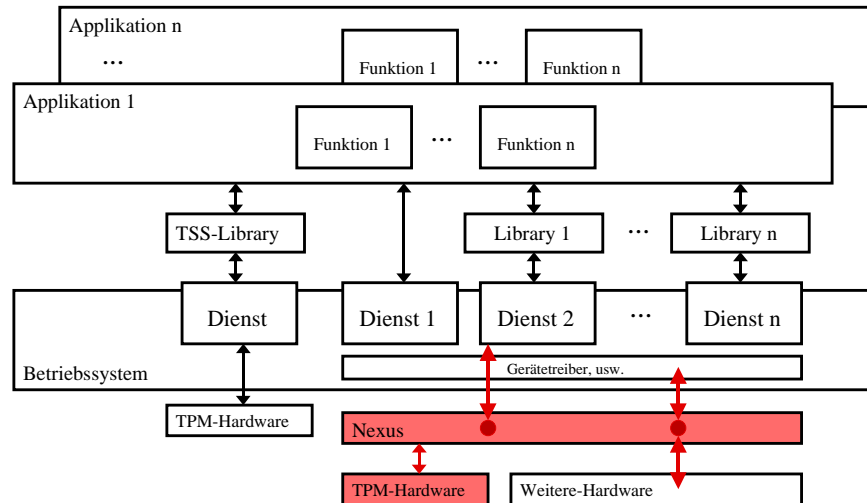 Applikation n
...
Funktion 1
...
Funktion n
Applikation 1
Funktion 1
...
Funktion n
TSS-Library
Library 1
...
Library n
Dienst
Dienst 1
Dienst 2
...
Dienst n
Gerätetreiber, usw.
Betriebssystem
TPM-Hardware
Nexus
TPM-Hardware
Weitere-Hardware